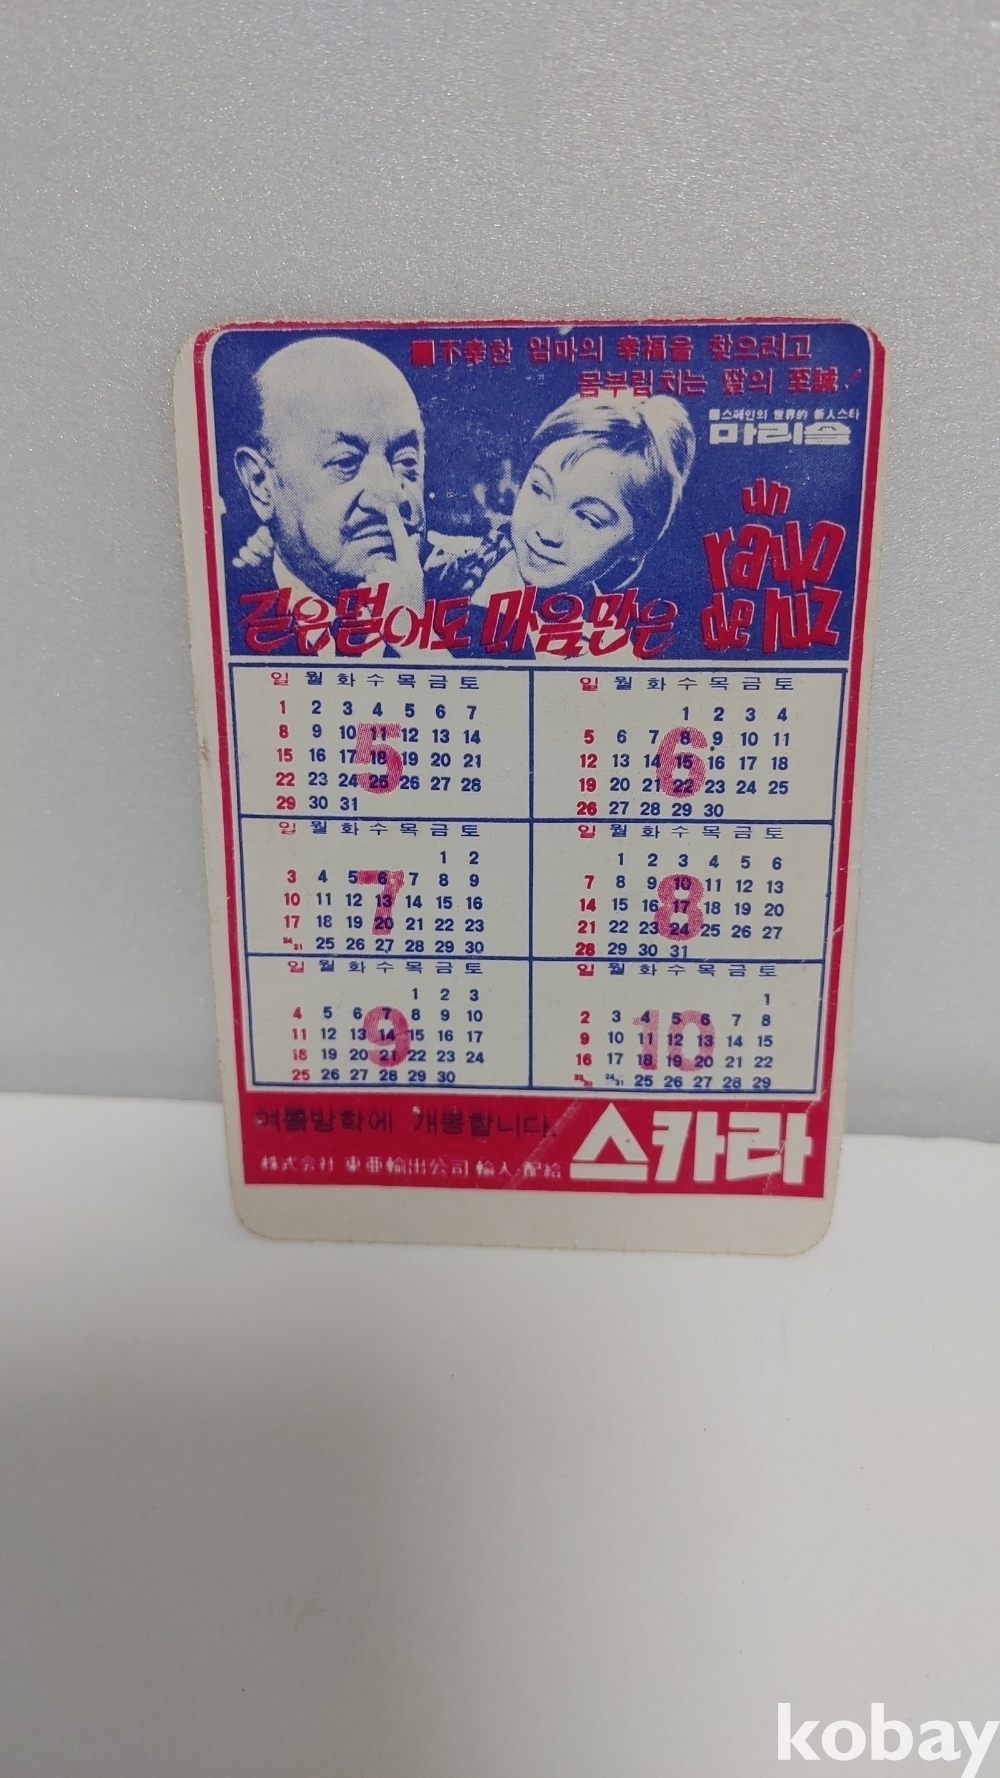 ■不幸한 엄마의 幸福을 찾으려고
몸부림치는 딸의 至誠!
■스페인의 世界的 新人스타
마리솔
un
rayo
de luz
길은멀어도 마음만은
일 월 화 수 목 금 토
1 2 3 4 5 6 7
8 9 10 11 12 13 14
15 16 17 18 19 20 21
22 23 24 25 26 27 28
29 30 31
5
일 월 화 수 목 금 토
1 2 3 4
5 6 7 8 9 10 11
12 13 14 15 16 17 18
19 20 21 22 23 24 25
26 27 28 29 30
6
일 월 화 수 목 금 토
1 2
3 4 5 6 7 8 9
10 11 12 13 14 15 16
17 18 19 20 21 22 23
24/31 25 26 27 28 29 30
7
일 월 화 수 목 금 토
1 2 3 4 5 6
7 8 9 10 11 12 13
14 15 16 17 18 19 20
21 22 23 24 25 26 27
28 29 30 31
8
일 월 화 수 목 금 토
1 2 3
4 5 6 7 8 9 10
11 12 13 14 15 16 17
18 19 20 21 22 23 24
25 26 27 28 29 30
9
일 월 화 수 목 금 토
1
2 3 4 5 6 7 8
9 10 11 12 13 14 15
16 17 18 19 20 21 22
23/30 24/31 25 26 27 28 29
10
여름방학에 개봉합니다.
株式会社 東亜輸出公司 輸入·配給
스카라
kobay